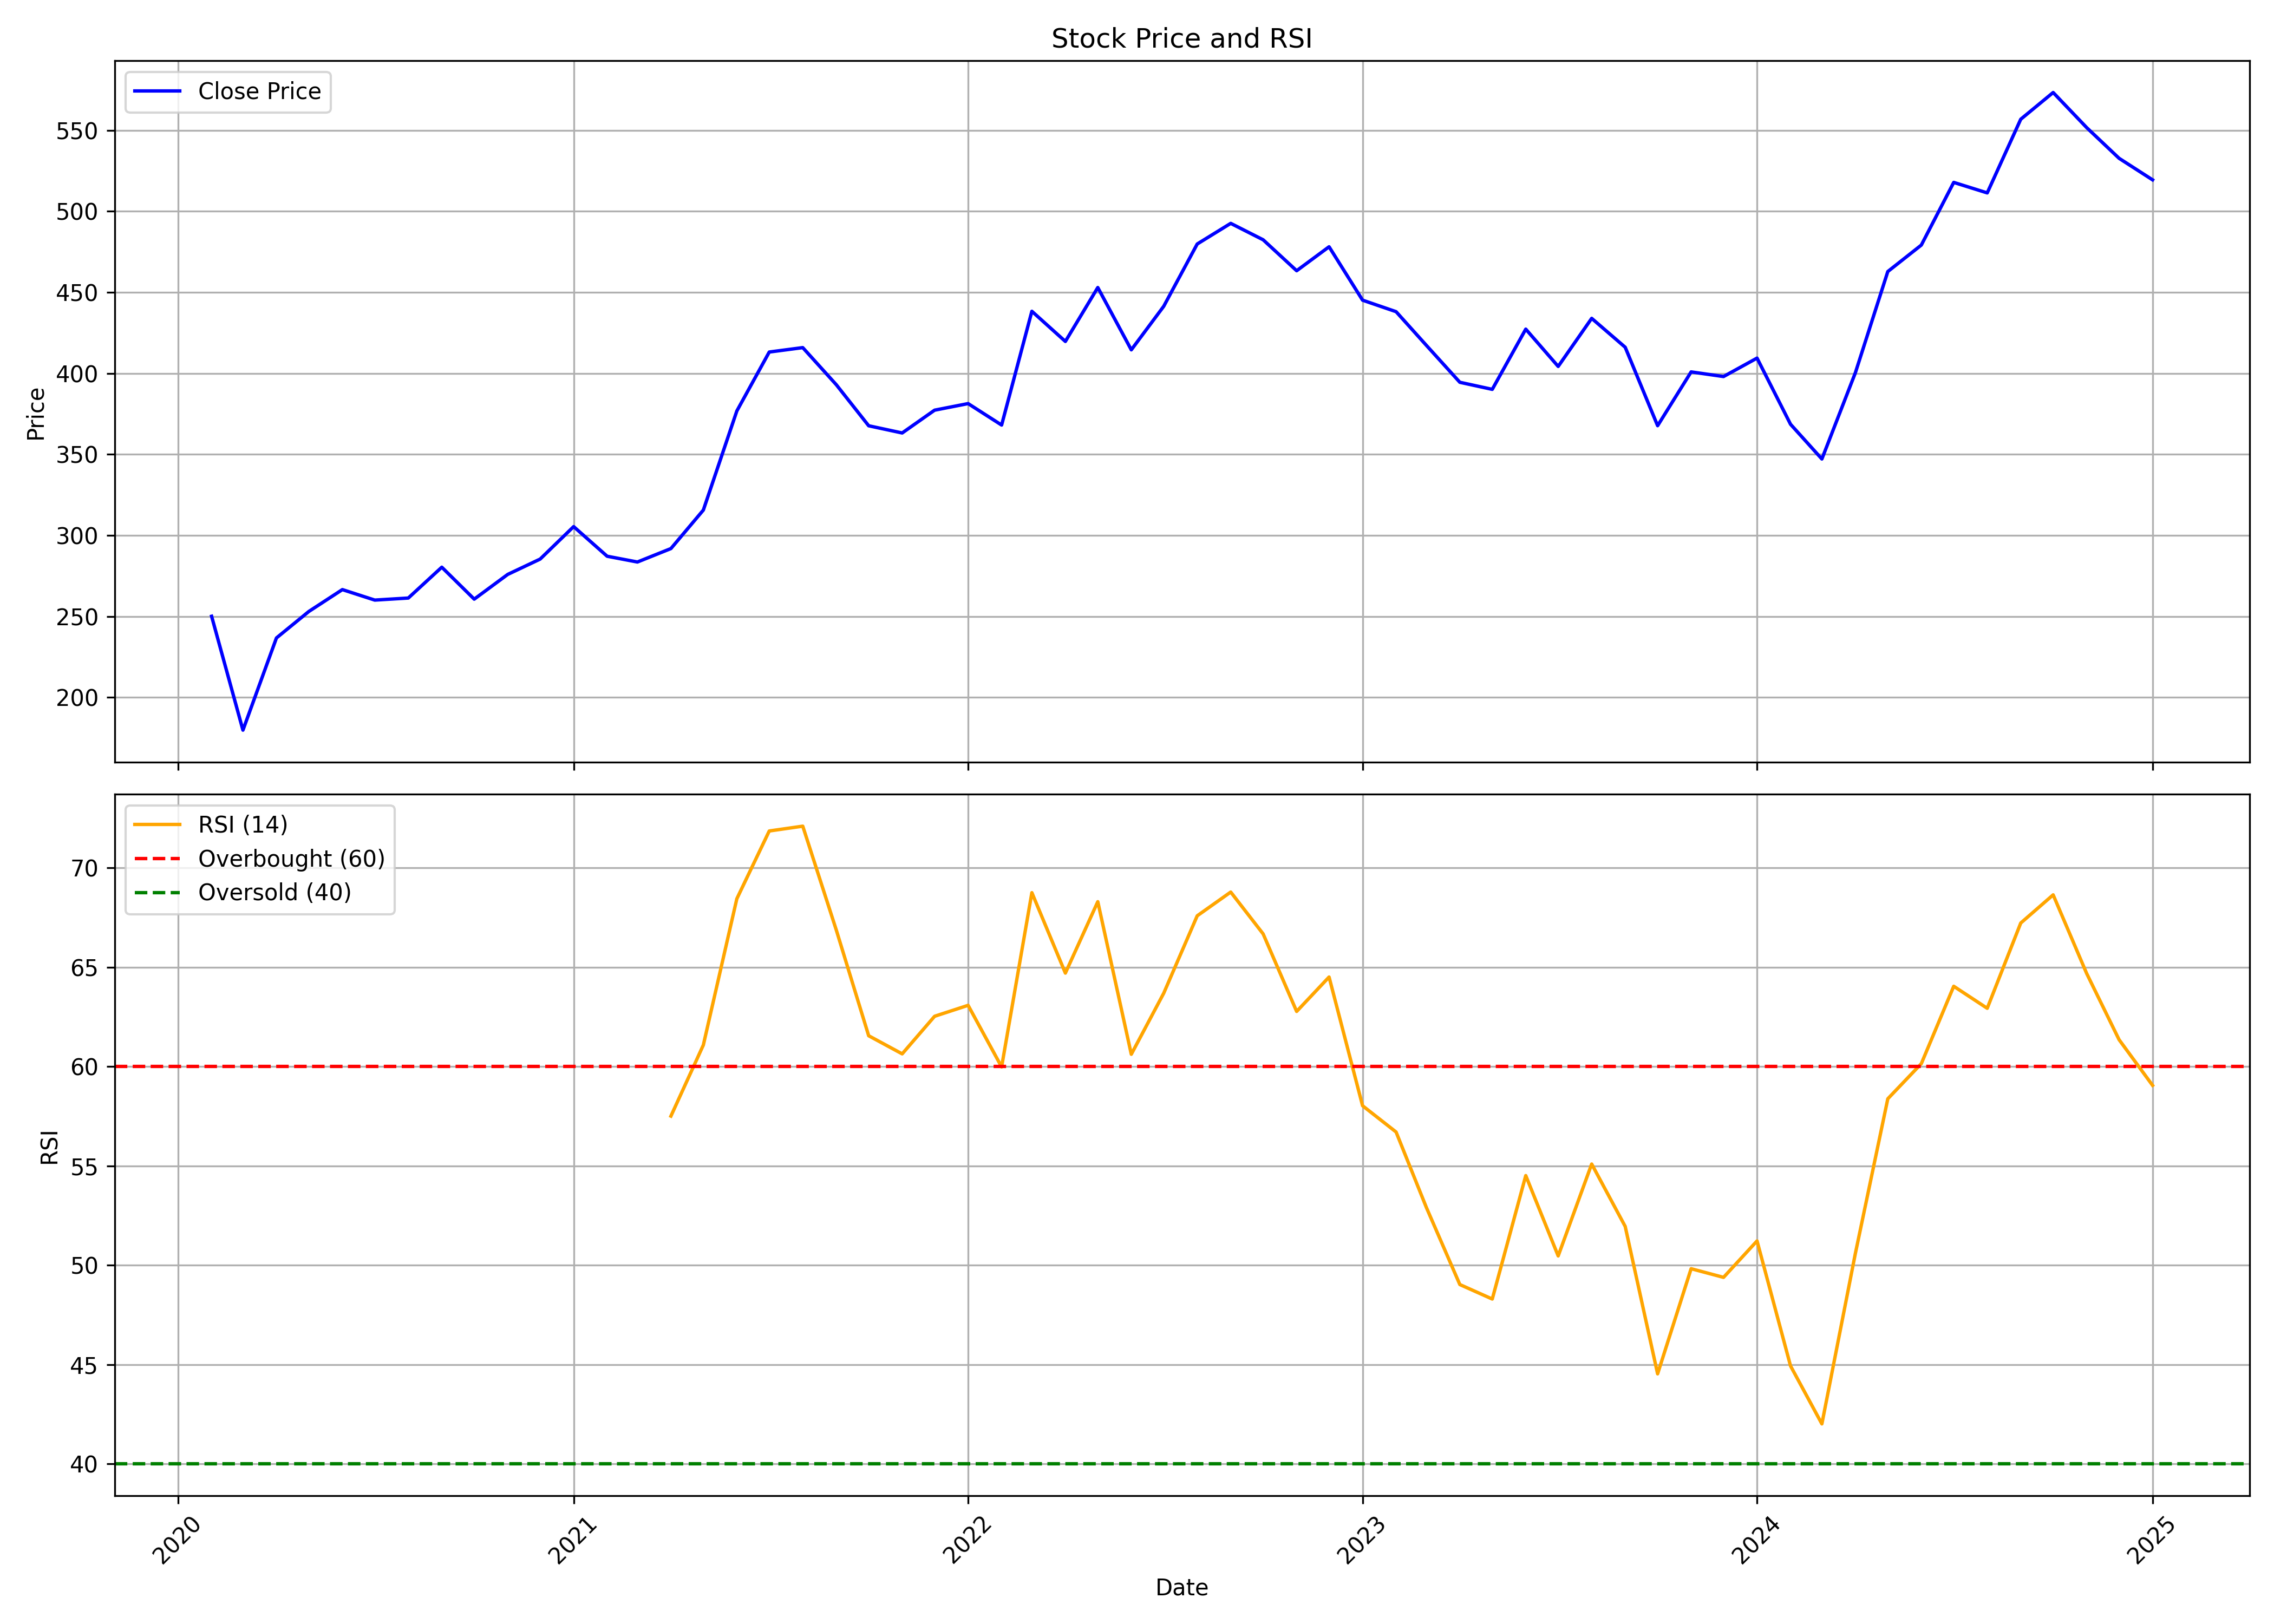 Stock Price and RSI
Close Price
Price
550
500
450
400
350
300
250
200
RSI (14)
Overbought (60)
Oversold (40)
RSI
70
65
60
55
50
45
40
2020
2021
2022
2023
2024
2025
Date